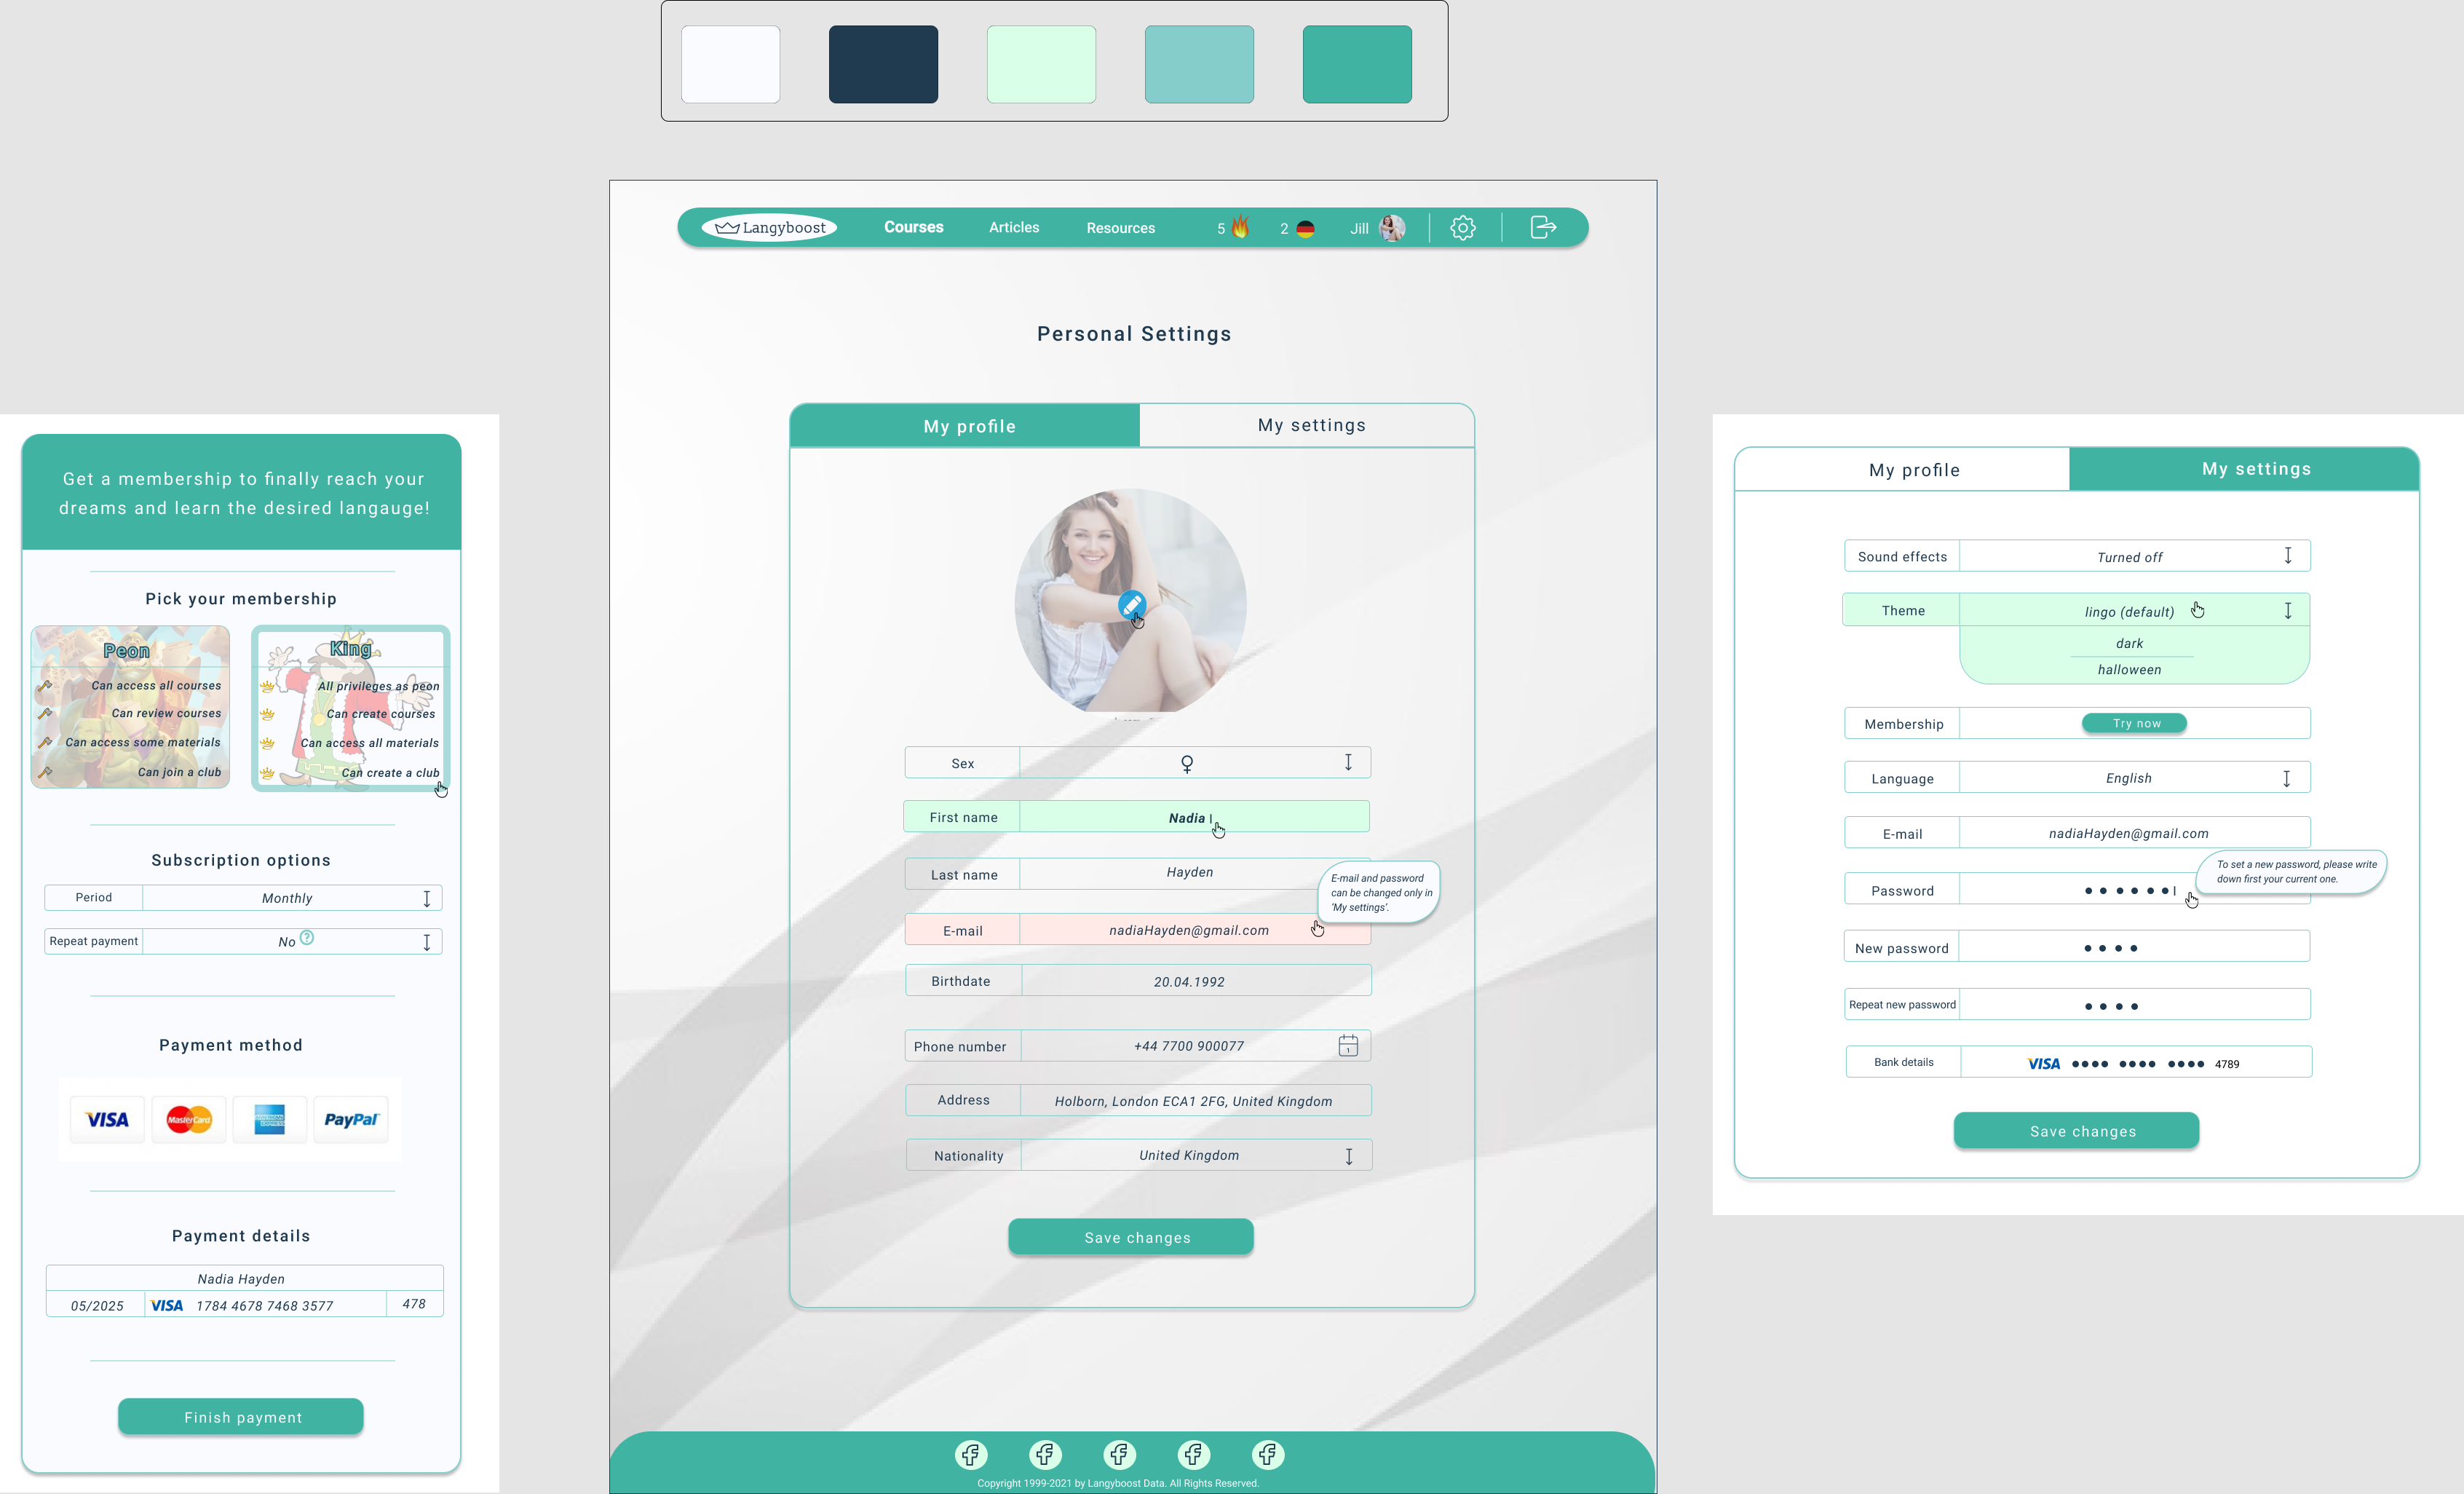 Langyboost
Courses
Articles
Resources
5
2
Jill
Personal Settings
My profile
My settings
Sex
First name
Nadia
Last name
Hayden
E-mail and password
can be changed only in
'My settings'.
E-mail
nadiaHayden@gmail.com
Birthdate
20.04.1992
Phone number
+44 7700 900077
1
Address
Holborn, London ECA1 2FG, United Kingdom
Nationality
United Kingdom
Save changes
Copyright 1999-2021 by Langyboost Data. All Rights Reserved.
Get a membership to finally reach your
dreams and learn the desired langauge!
Pick your membership
Peon
Can access all courses
Can review courses
Can access some materials
Can join a club
King
All privileges as peon
Can create courses
Can access all materials
Can create a club
Subscription options
Period
Monthly
Repeat payment
No ?
Payment method
VISA
MasterCard
AMERICAN EXPRESS
PayPal
Payment details
Nadia Hayden
05/2025
VISA 1784 4678 7468 3577
478
Finish payment
My profile
My settings
Sound effects
Turned off
Theme
lingo (default)
dark
halloween
Membership
Try now
Language
English
E-mail
nadiaHayden@gmail.com
To set a new password, please write
down first your current one.
Password
New password
Repeat new password
Bank details
VISA •••• •••• •••• 4789
Save changes